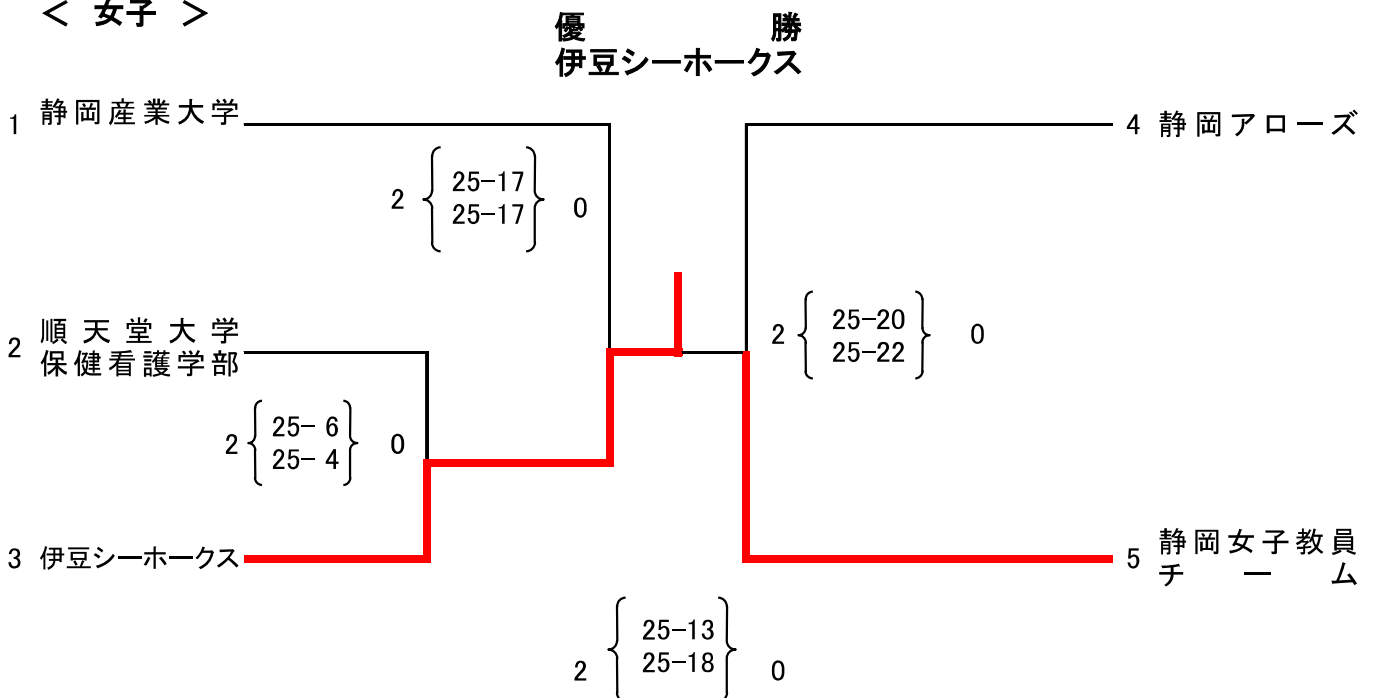 ＜ 女子 ＞
優 勝
伊豆シーホークス
1 静岡産業大学
4 静岡アローズ
2 25-17 0
25-17
2 順天堂大学
保健看護学部
2 25-20 0
25-22
2 25- 6 0
25- 4
3 伊豆シーホークス
5 静岡女子教員
チーム
2 25-13 0
25-18